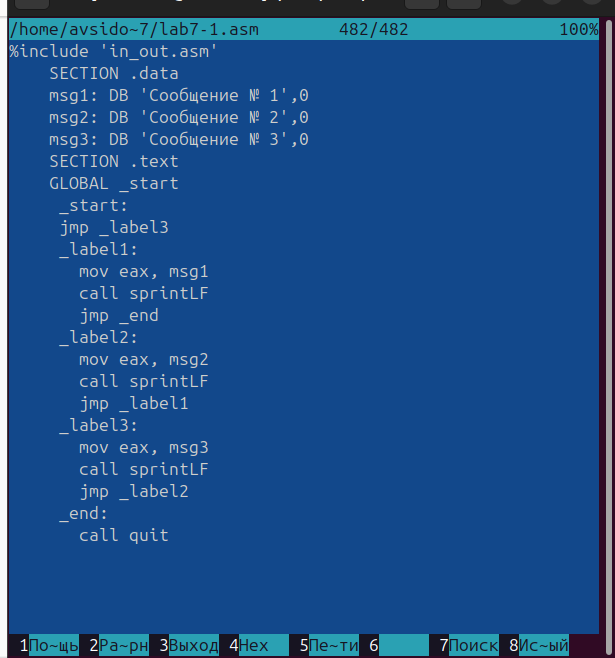 /home/avsido~7/lab7-1.asm 482/482 100%
%include 'in_out.asm'
SECTION .data
msg1: DB 'Сообщение № 1',0
msg2: DB 'Сообщение № 2',0
msg3: DB 'Сообщение № 3',0
SECTION .text
GLOBAL _start
_start:
jmp _label3
_label1:
mov eax, msg1
call sprintLF
jmp _end
_label2:
mov eax, msg2
call sprintLF
jmp _label1
_label3:
mov eax, msg3
call sprintLF
jmp _label2
_end:
call quit
1По~щь 2Ра~рн 3Выход 4Hex 5Пе~ти 6 7Поиск 8Ис~ый